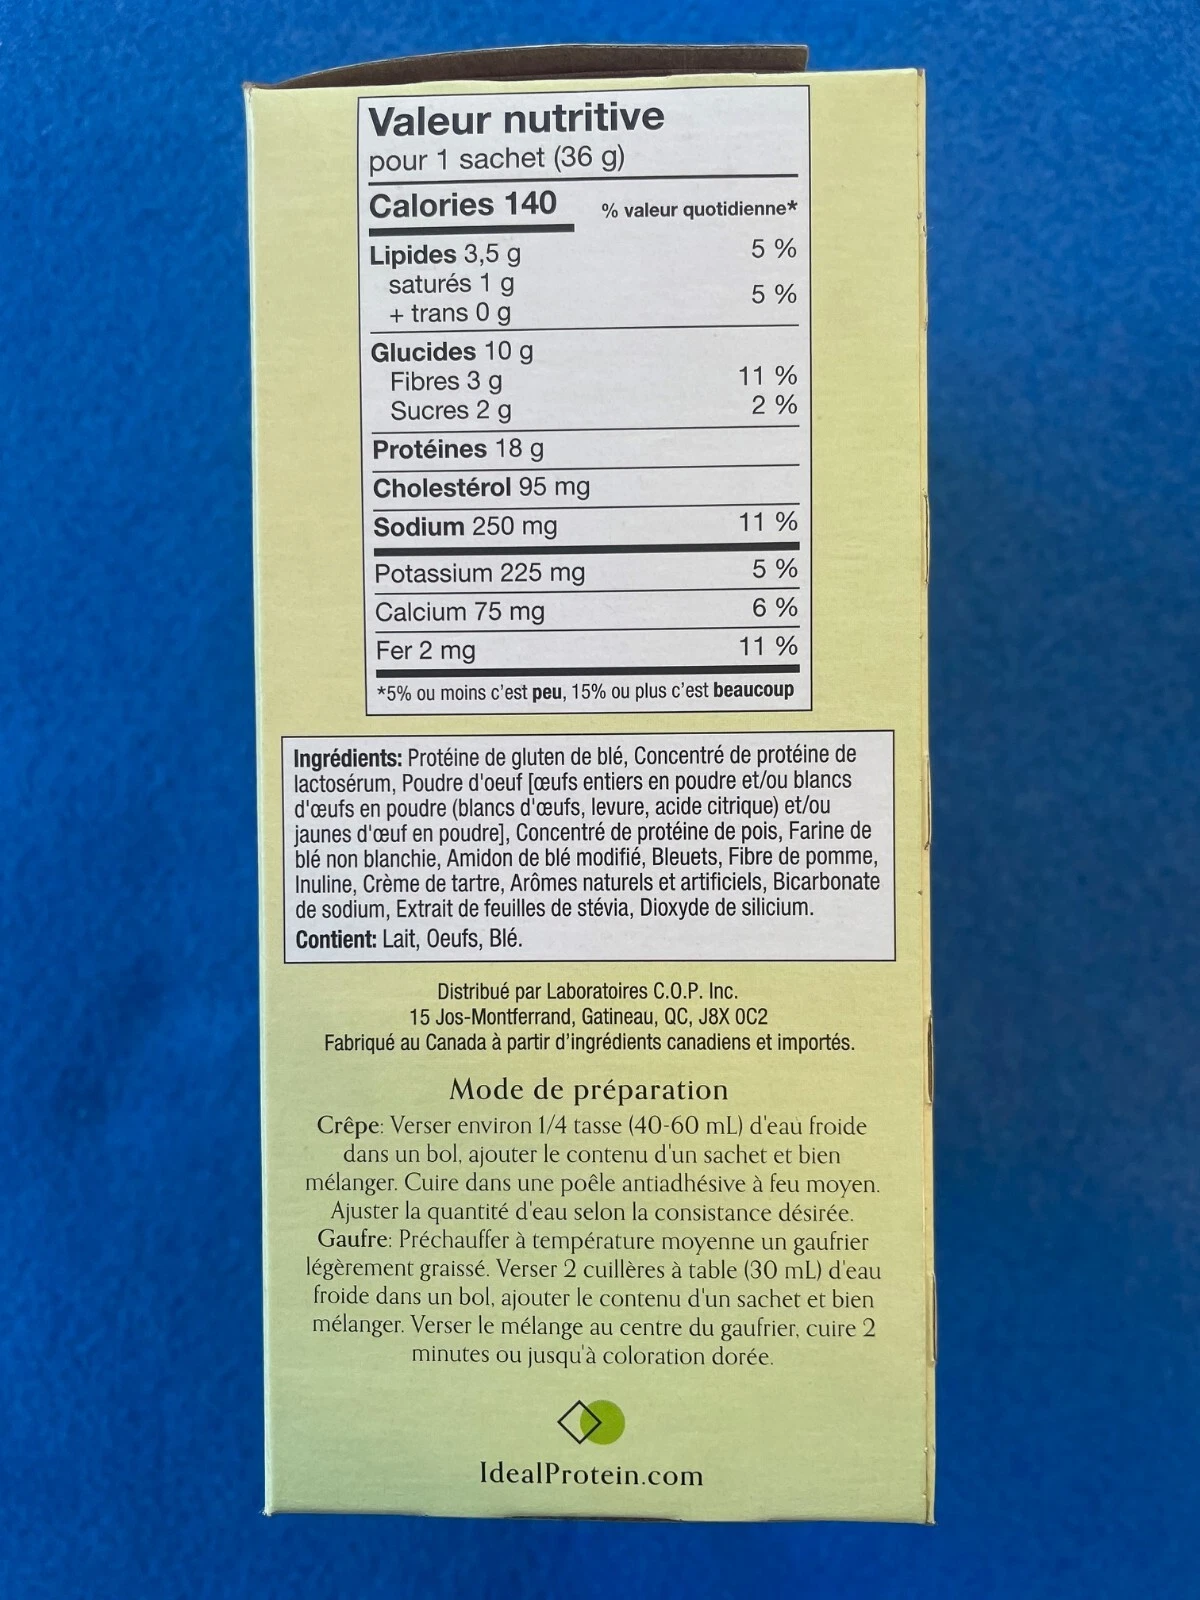 Valeur nutritive
pour 1 sachet (36 g)
Calories 140
% valeur quotidienne*
Lipides 3,5 g 5 %
saturés 1 g
+ trans 0 g 5 %
Glucides 10 g
Fibres 3 g 11 %
Sucres 2 g 2 %
Protéines 18 g
Cholestérol 95 mg
Sodium 250 mg 11 %
Potassium 225 mg 5 %
Calcium 75 mg 6 %
Fer 2 mg 11 %
*5% ou moins c'est peu, 15% ou plus c'est beaucoup
Ingrédients: Protéine de gluten de blé, Concentré de protéine de
lactosérum, Poudre d'oeuf [œufs entiers en poudre et/ou blancs
d'œufs en poudre (blancs d'œufs, levure, acide citrique) et/ou
jaunes d'œuf en poudre], Concentré de protéine de pois, Farine de
blé non blanchie, Amidon de blé modifié, Bleuets, Fibre de pomme,
Inuline, Crème de tartre, Arômes naturels et artificiels, Bicarbonate
de sodium, Extrait de feuilles de stévia, Dioxyde de silicium.
Contient: Lait, Oeufs, Blé.
Distribué par Laboratoires C.O.P. Inc.
15 Jos-Montferrand, Gatineau, QC, J8X 0C2
Fabriqué au Canada à partir d'ingrédients canadiens et importés.
Mode de préparation
Crêpe: Verser environ 1/4 tasse (40-60 mL) d'eau froide
dans un bol, ajouter le contenu d'un sachet et bien
mélanger. Cuire dans une poêle antiadhésive à feu moyen.
Ajuster la quantité d'eau selon la consistance désirée.
Gaufre: Préchauffer à température moyenne un gaufrier
légèrement graissé. Verser 2 cuillères à table (30 mL) d'eau
froide dans un bol, ajouter le contenu d'un sachet et bien
mélanger. Verser le mélange au centre du gaufrier, cuire 2
minutes ou jusqu'à coloration dorée.
IdealProtein.com